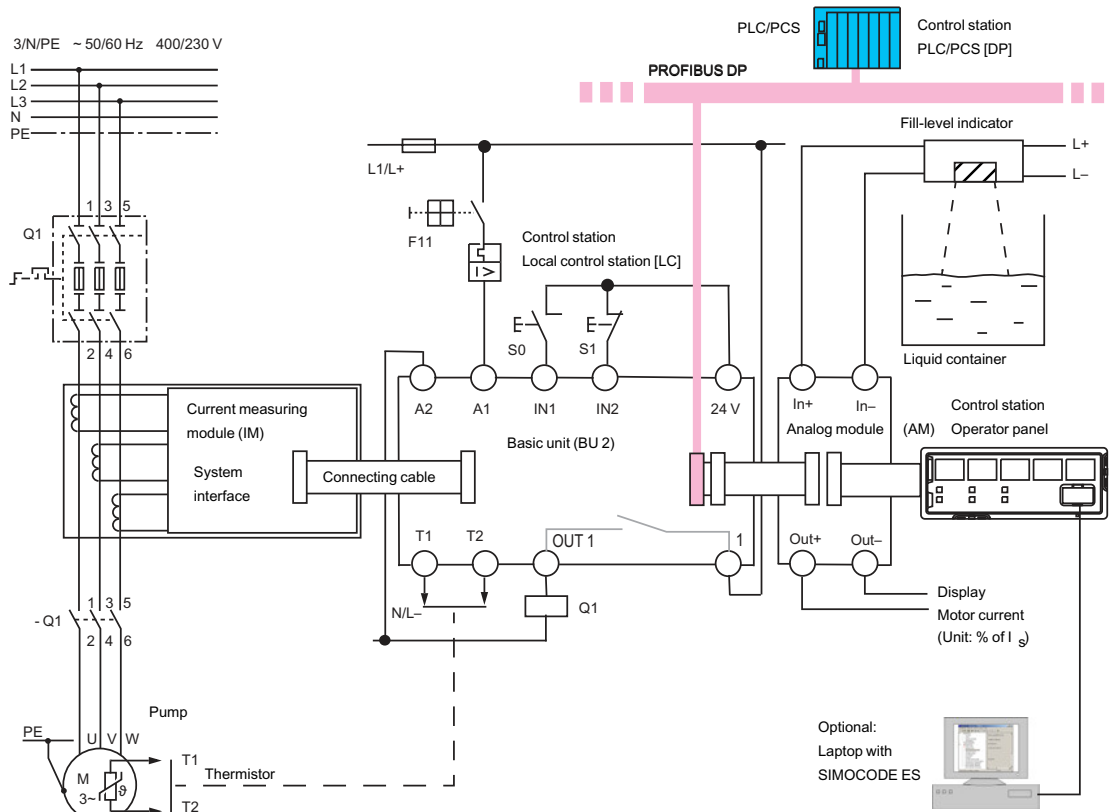 3/N/PE ~ 50/60 Hz 400/230 V
L1
L2
L3
N
PE
PLC/PCS
Control station
PLC/PCS [DP]
PROFIBUS DP
Fill-level indicator
L+
L–
L1/L+
F11
I >
Control station
Local control station [LC]
E
S0
E
S1
Liquid container
1 3 5
Q1
2 4 6
A2
A1
IN1
IN2
24 V
In+
In–
Control station
Basic unit (BU 2)
Analog module
(AM)
Operator panel
Current measuring
module (IM)
System
interface
Connecting cable
T1
T2
OUT 1
1
Out+
Out–
N/L–
Q1
Display
Motor current
(Unit: % of I s)
1 3 5
- Q1
2 4 6
Pump
PE
U V W
T1
M
3~
ϑ
Thermistor
T2
Optional:
Laptop with
SIMOCODE ES